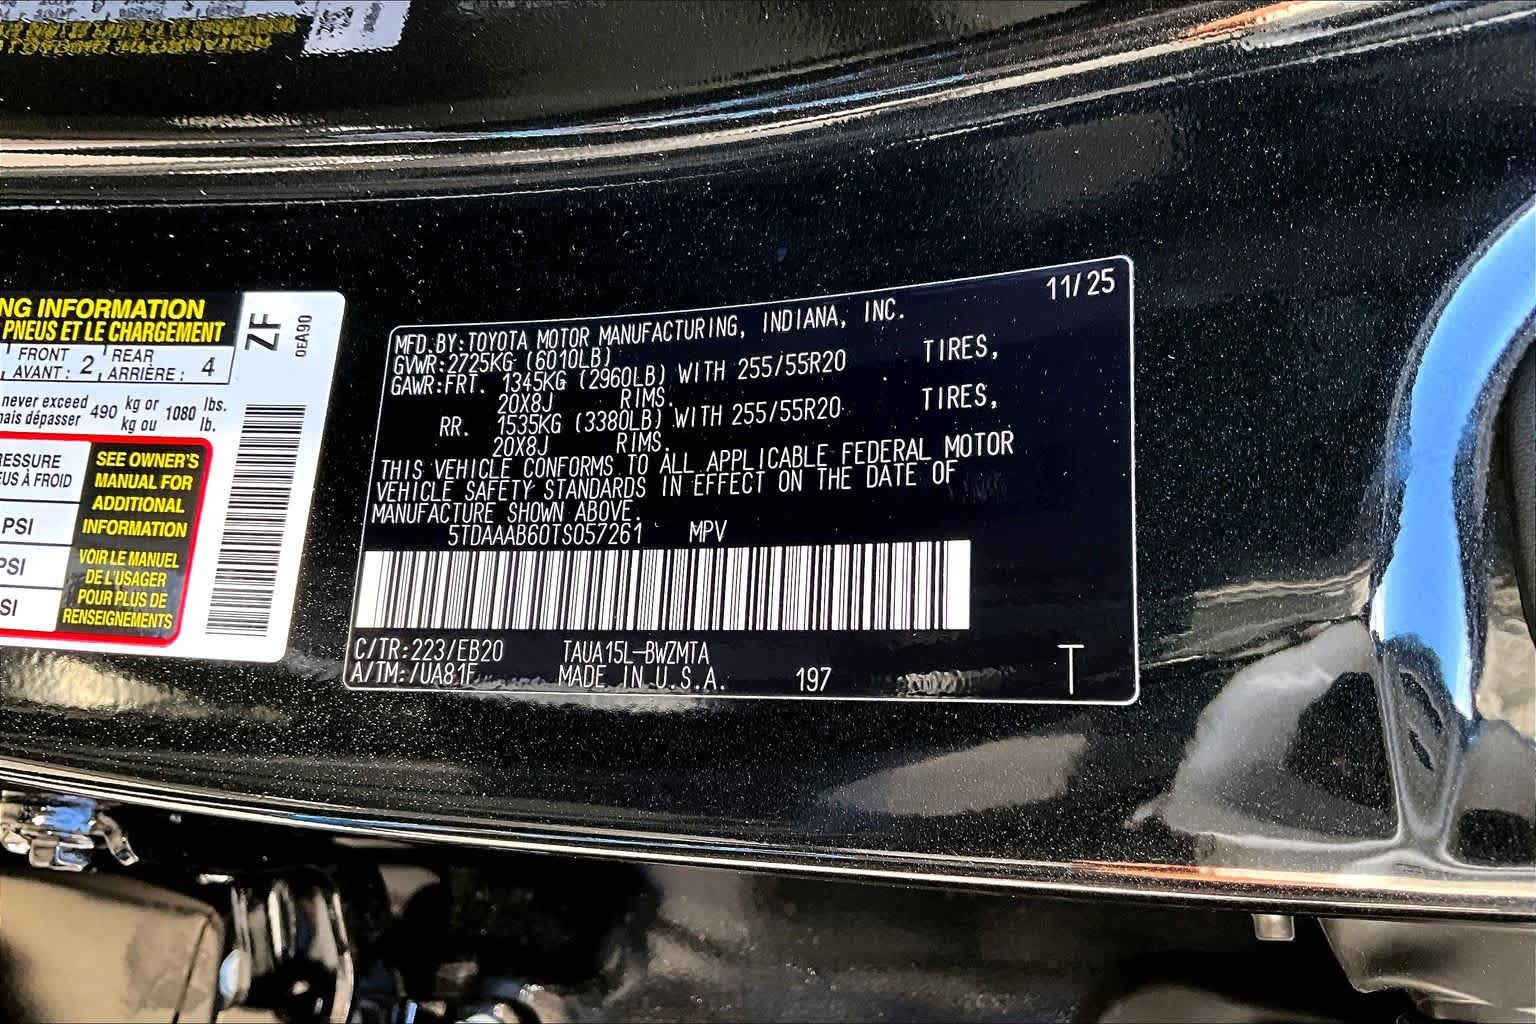 NG INFORMATION
PNEUS ET LE CHARGEMENT
FRONT 2 REAR 4
AVANT : ARRIÈRE :
never exceed 490 kg or 1080 lbs.
mais dépasser kg ou lb.
RESSURE
EUS À FROID
PSI
PSI
SI
SEE OWNER'S
MANUAL FOR
ADDITIONAL
INFORMATION
VOIR LE MANUEL
DE L'USAGER
POUR PLUS DE
RENSEIGNEMENTS
ZF
0EA90
11/25
MFD.BY:TOYOTA MOTOR MANUFACTURING, INDIANA, INC.
GVWR:2725KG (6010LB)
GAWR:FRT. 1345KG (2960LB) WITH 255/55R20 TIRES,
20X8J RIMS.
RR. 1535KG (3380LB) WITH 255/55R20 TIRES,
20X8J RIMS.
THIS VEHICLE CONFORMS TO ALL APPLICABLE FEDERAL MOTOR
VEHICLE SAFETY STANDARDS IN EFFECT ON THE DATE OF
MANUFACTURE SHOWN ABOVE.
5TDAAAB60TS057261 MPV
C/TR:223/EB20 TAUA15L-BWZMTA
A/TM:/UA81F MADE IN U.S.A. 197
T